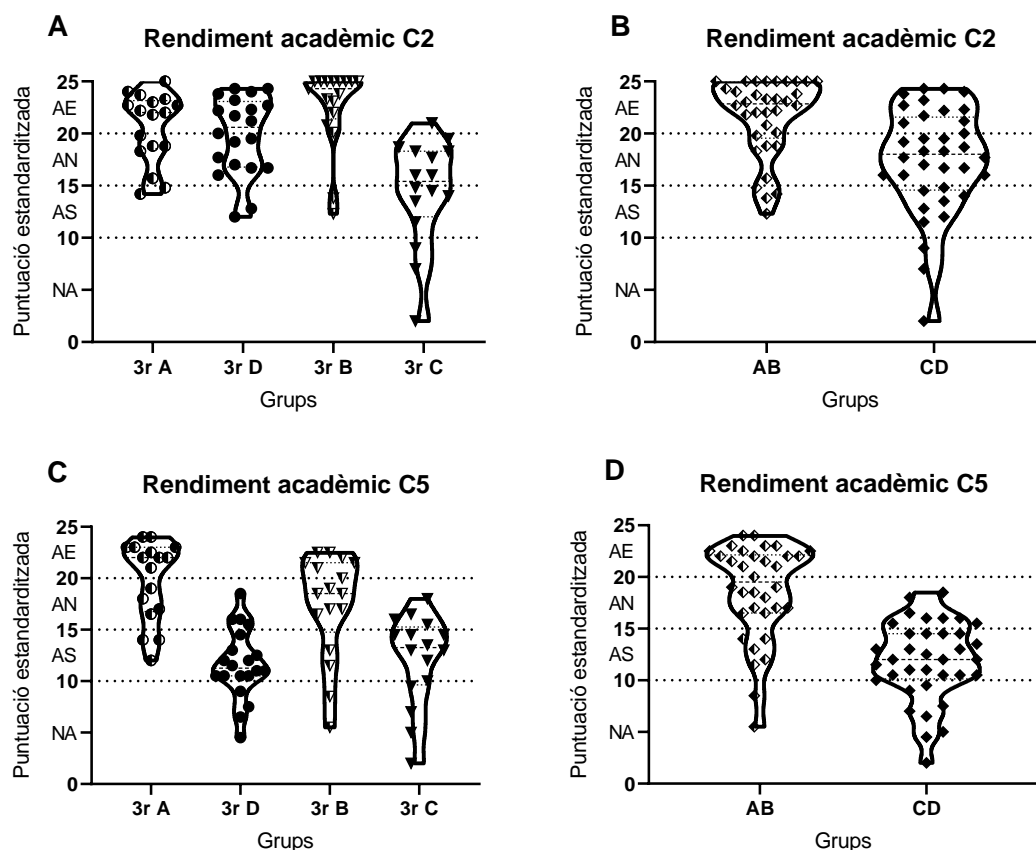 A
Rendiment acadèmic C2
Puntuació estandarditzada
25
AE
20
AN
15
AS
10
NA
0
3r A 3r D 3r B 3r C
Grups
B
Rendiment acadèmic C2
Puntuació estandarditzada
25
AE
20
AN
15
AS
10
NA
0
AB CD
Grups
C
Rendiment acadèmic C5
Puntuació estandarditzada
25
AE
20
AN
15
AS
10
NA
0
3r A 3r D 3r B 3r C
Grups
D
Rendiment acadèmic C5
Puntuació estandarditzada
25
AE
20
AN
15
AS
10
NA
0
AB CD
Grups